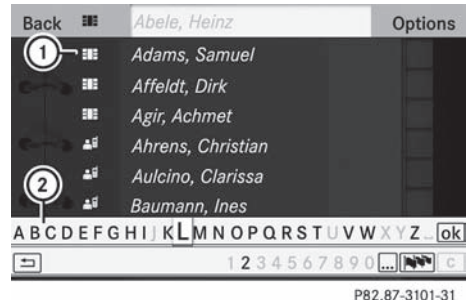 Back Abele, Heinz Options
1 Adams, Samuel
Affeldt, Dirk
Agir, Achmet
Ahrens, Christian
2 Aulcino, Clarissa
Baumann, Ines
A B C D E F G H I J K L M N O P Q R S T U V W X Y Z _ ok
1 2 3 4 5 6 7 8 9 0 ... C
P82.87-3101-31